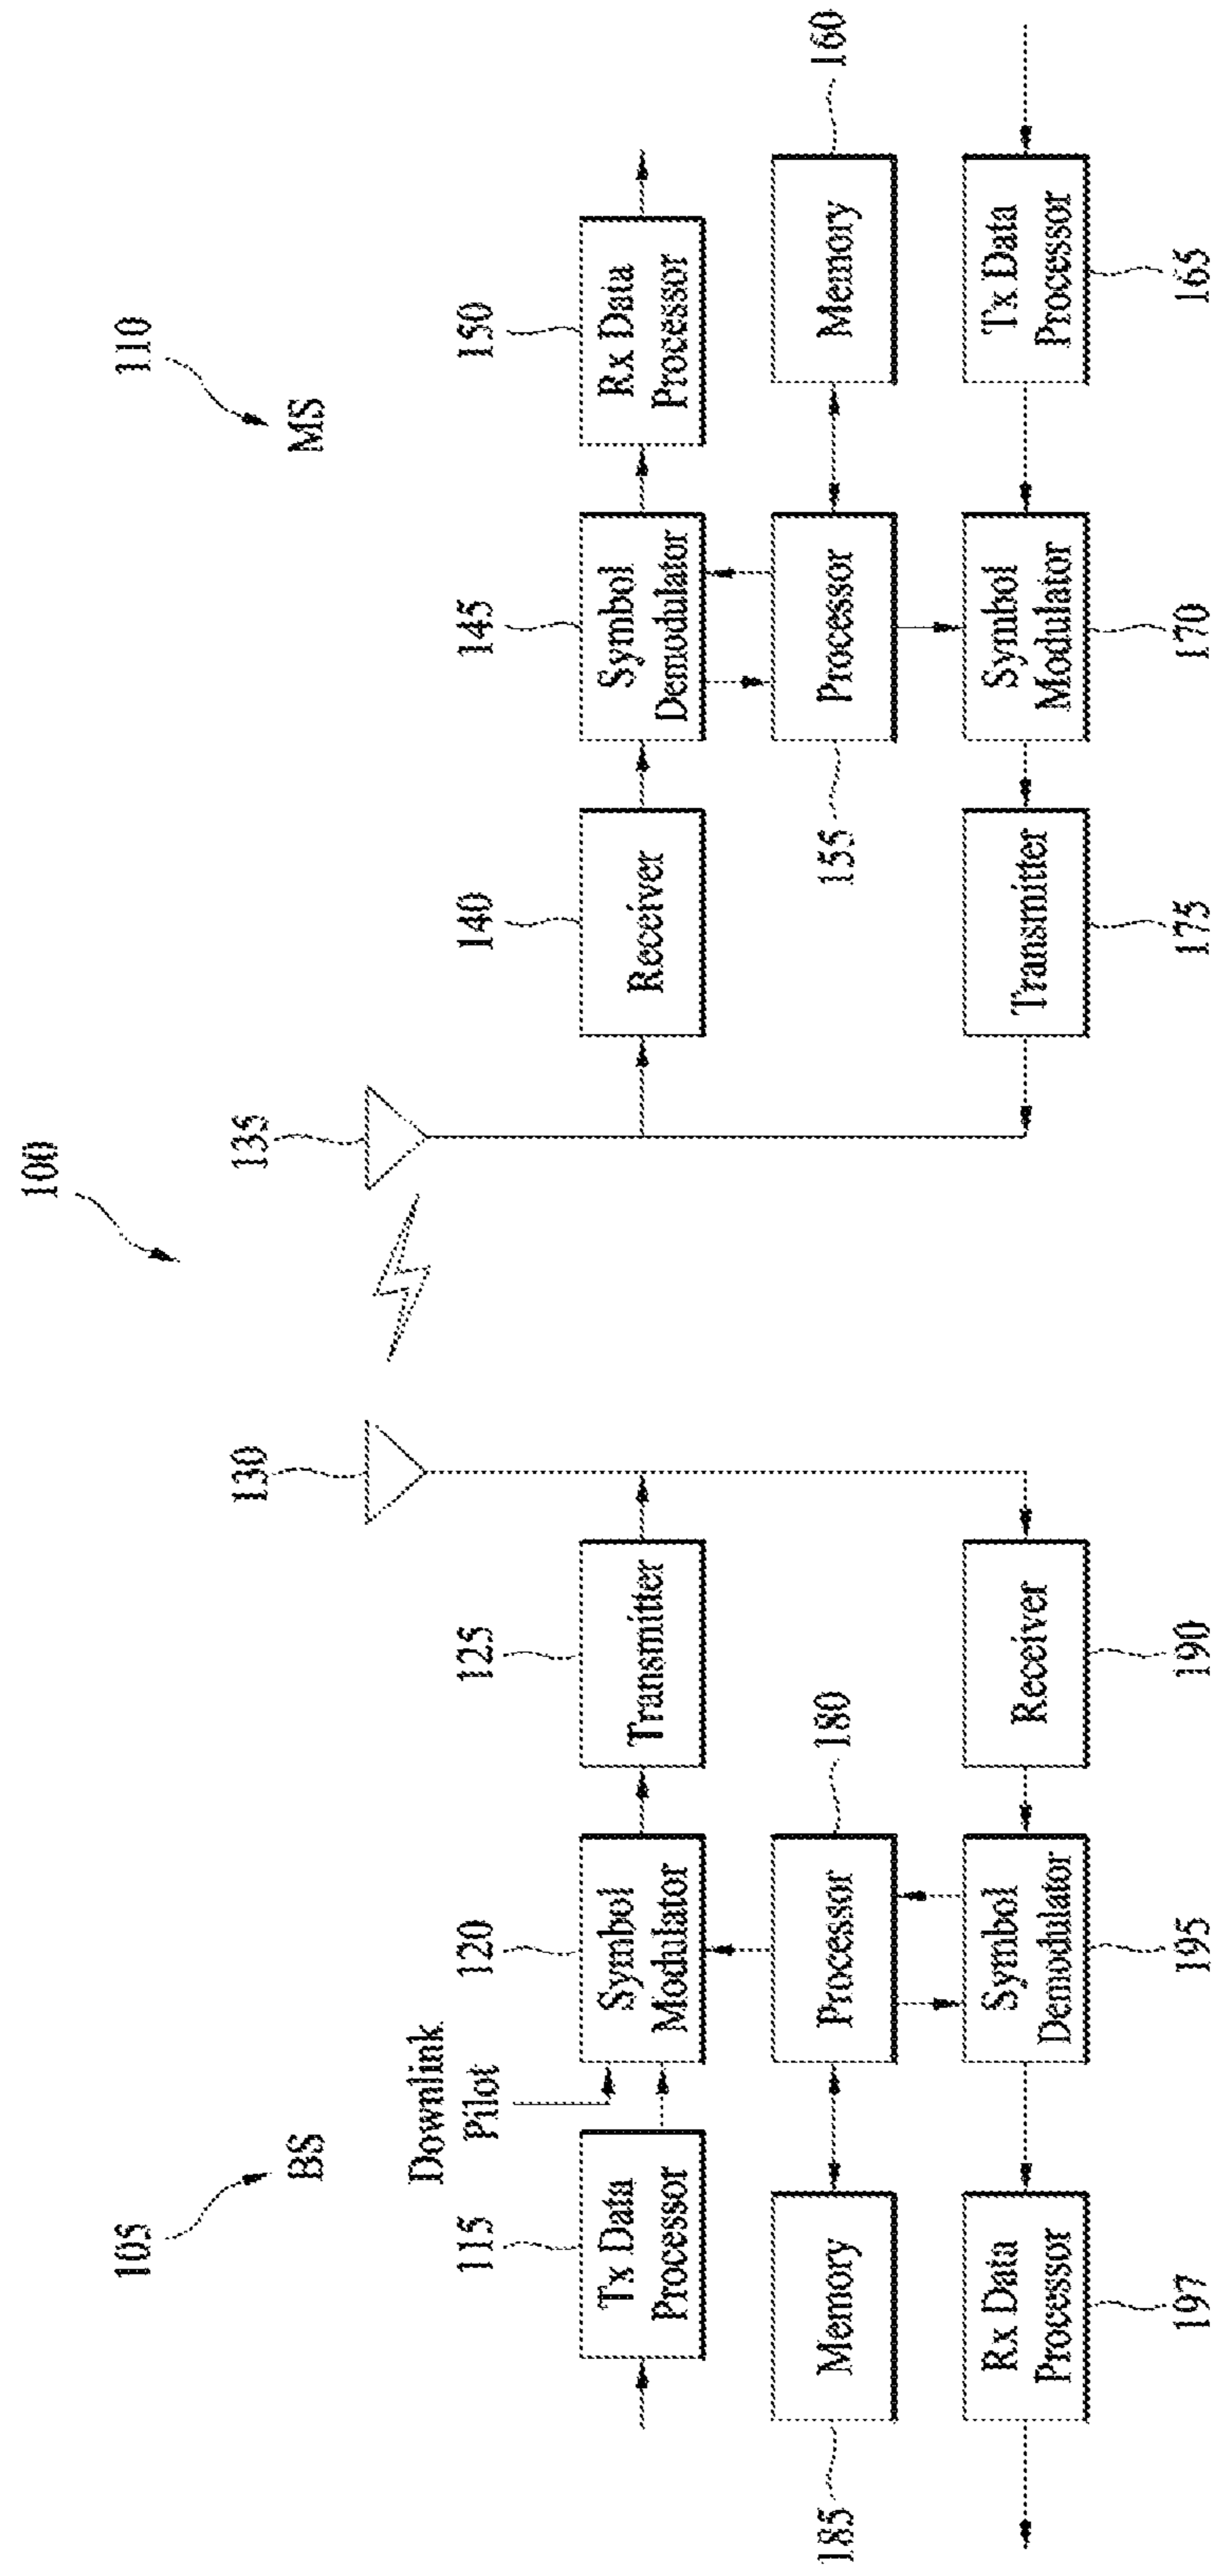 100
105
BS
110
MS
130
135
Downlink
Pilot
115
120
125
140
145
150
Tx Data
Processor
Symbol
Modulator
Transmitter
Receiver
Symbol
Demodulator
Rx Data
Processor
185
Memory
Processor
180
155
Processor
Memory
160
Rx Data
Processor
Symbol
Demodulator
Receiver
Transmitter
Symbol
Modulator
Tx Data
Processor
197
195
190
175
170
165